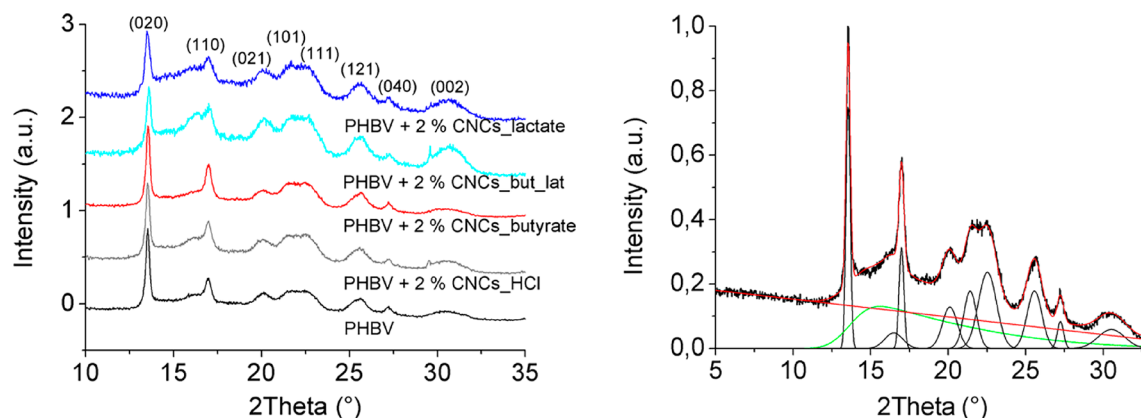 3
2
1
0
Intensity (a.u.)
(020)
(110)
(021)
(101)
(111)
(121)
(040)
(002)
PHBV + 2 % CNCs_lactate
PHBV + 2 % CNCs_but_lat
PHBV + 2 % CNCs_butyrate
PHBV + 2 % CNCs_HCl
PHBV
10 15 20 25 30 35
2Theta (°)
1,0
0,8
0,6
0,4
0,2
0,0
Intensity (a.u.)
5 10 15 20 25 30
2Theta (°)